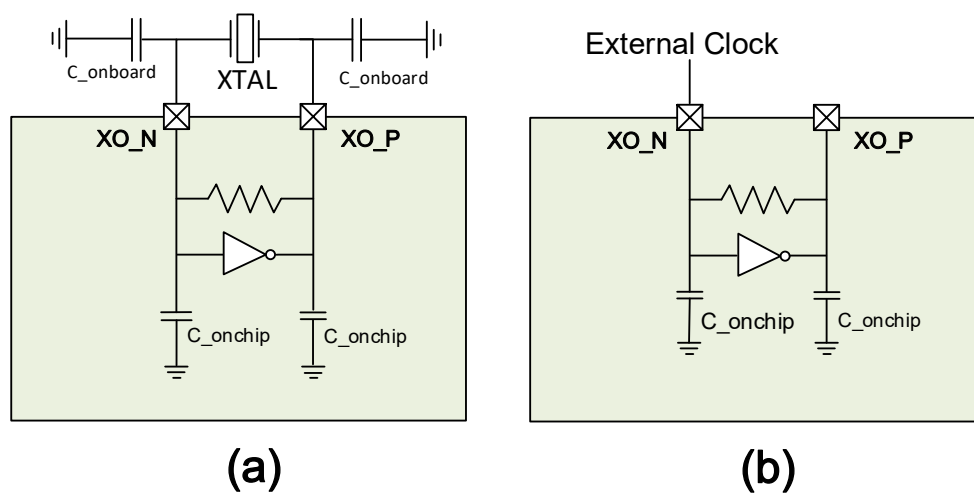 C_onboard
XTAL
C_onboard
XO_N
XO_P
C_onchip
C_onchip
(a)
External Clock
XO_N
XO_P
C_onchip
C_onchip
(b)